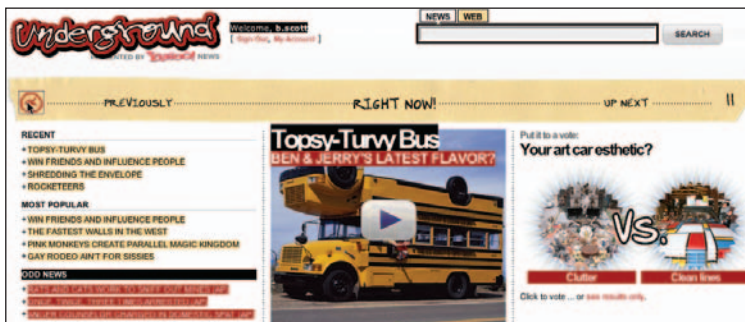 Underground
PRESENTED BY YAHOO! NEWS
Welcome, b.scott
[ Sign Out, My Account ]
NEWS WEB
SEARCH
PREVIOUSLY RIGHT NOW! UP NEXT
RECENT
+ TOPSY-TURVY BUS
+ WIN FRIENDS AND INFLUENCE PEOPLE
+ SHREDDING THE ENVELOPE
+ ROCKETEERS
MOST POPULAR
+ WIN FRIENDS AND INFLUENCE PEOPLE
+ THE FASTEST WALLS IN THE WEST
+ PINK MONKEYS CREATE PARALLEL MAGIC KINGDOM
+ GAY RODEO AIN'T FOR SISSIES
ODD NEWS
Topsy-Turvy Bus
BEN & JERRY'S LATEST FLAVOR?
Put it to a vote:
Your art car esthetic?
VS.
Clutter Clean lines
Click to vote ... or see results only.